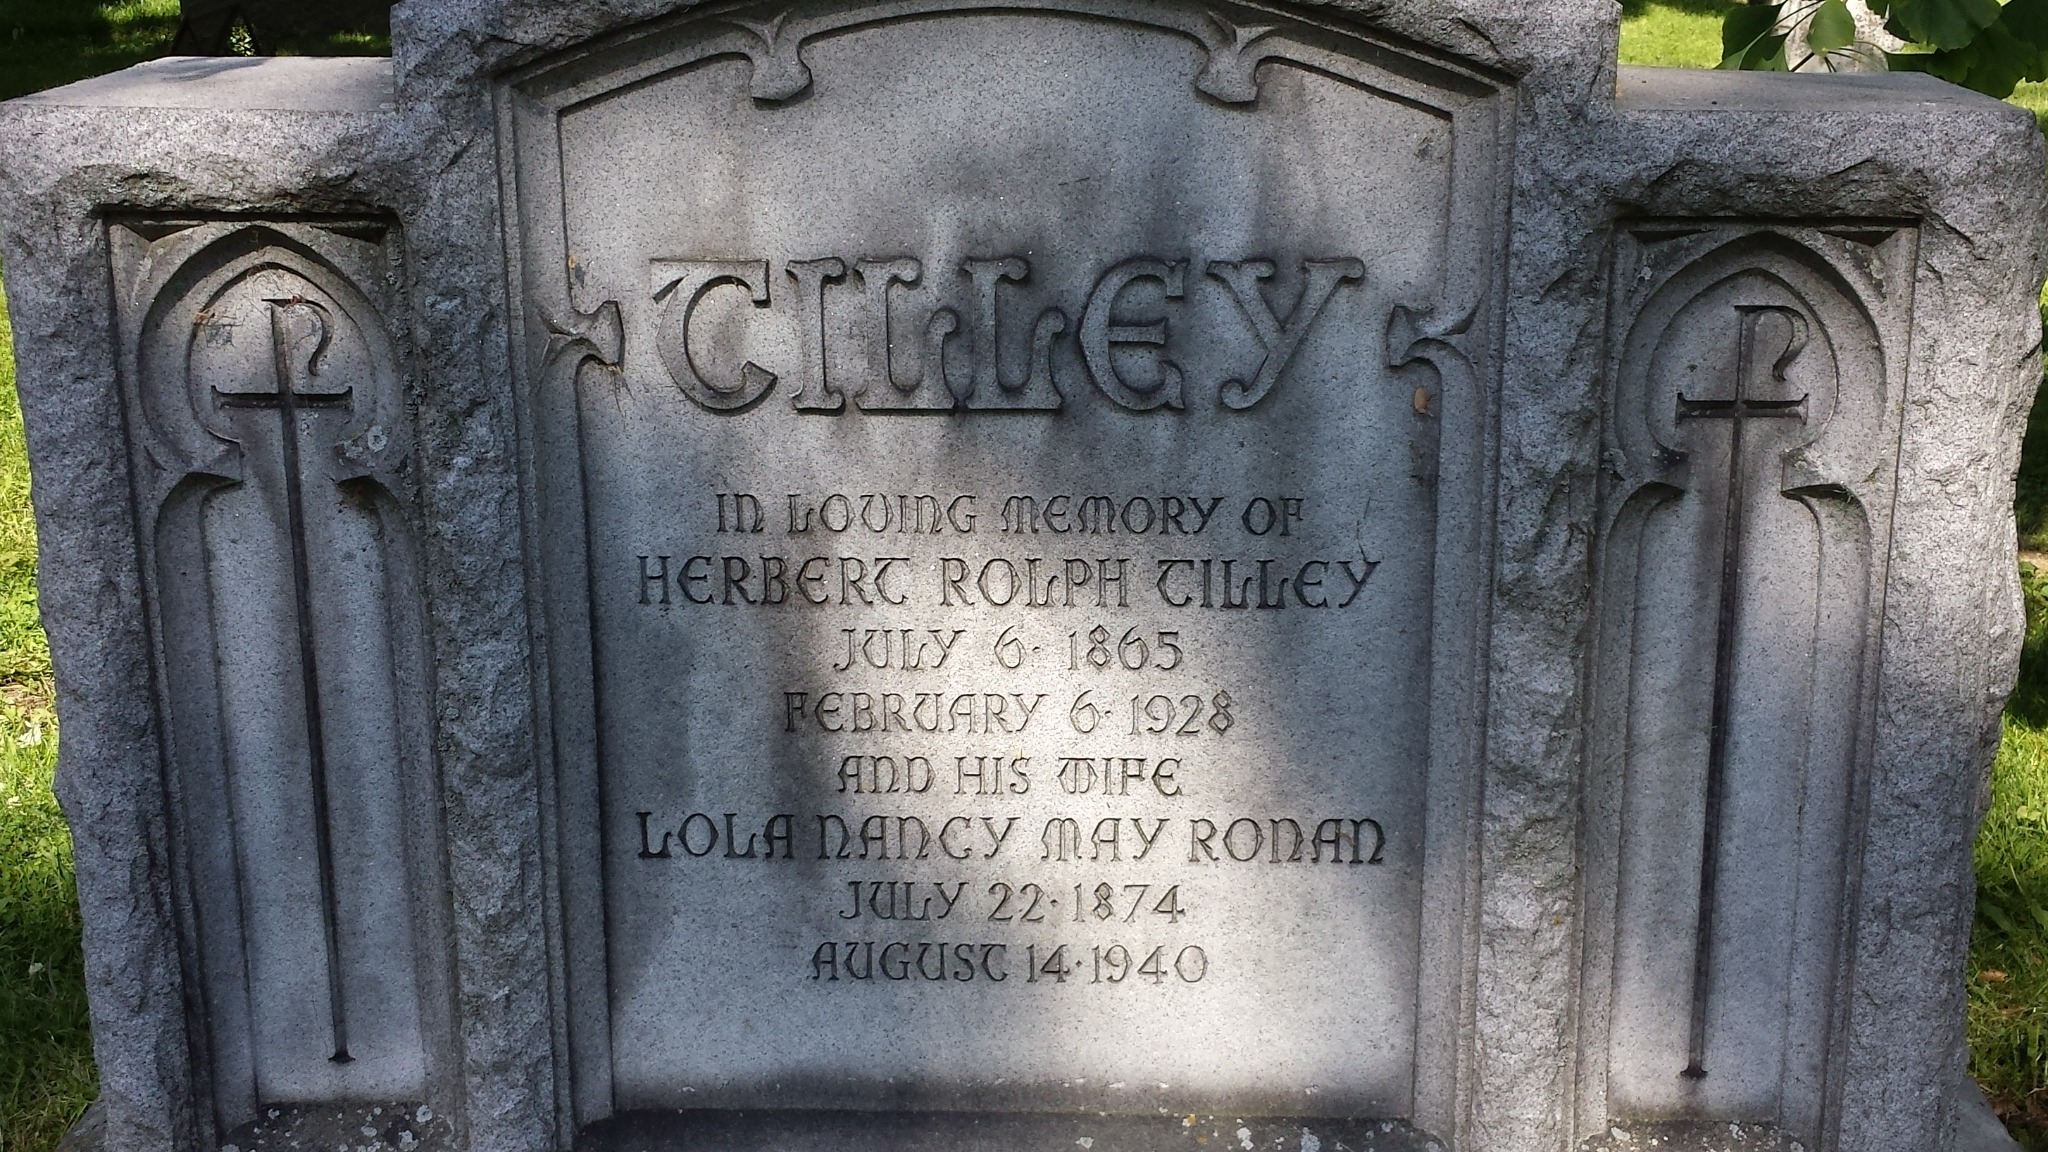 TILLEY
IN LOVING MEMORY OF
HERBERT ROLPH TILLEY
JULY 6 · 1865
FEBRUARY 6 · 1928
AND HIS WIFE
LOLA NANCY MAY RONAN
JULY 22 · 1874
AUGUST 14 · 1940